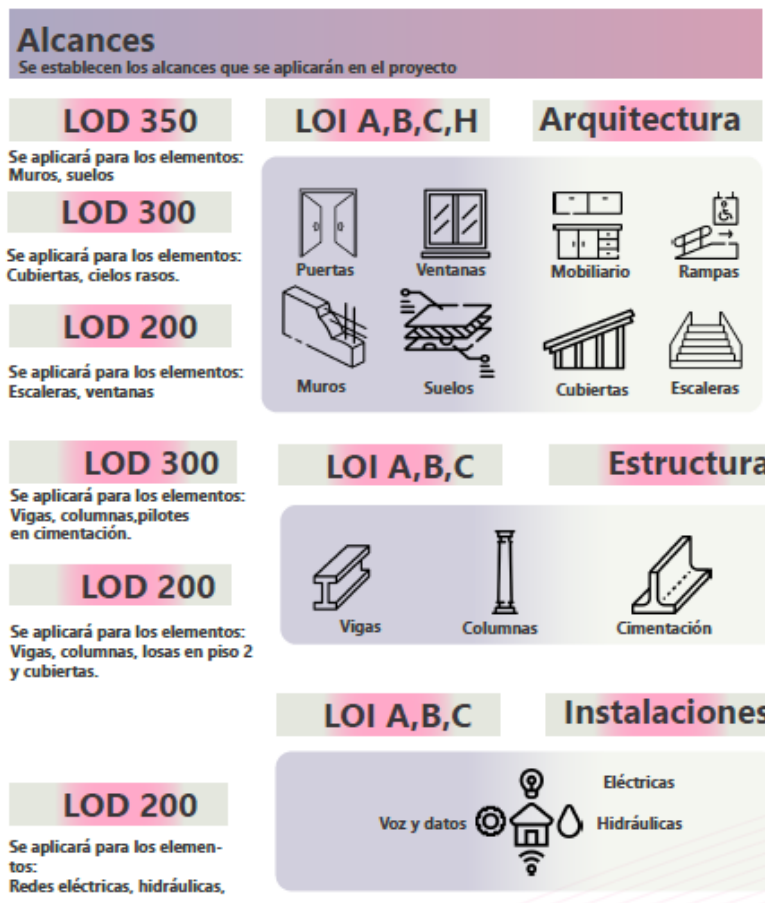 Alcances
Se establecen los alcances que se aplicarán en el proyecto
LOD 350
LOI A,B,C,H
Arquitectura
Se aplicará para los elementos:
Muros, suelos
LOD 300
Se aplicará para los elementos:
Cubiertas, cielos rasos.
LOD 200
Se aplicará para los elementos:
Escaleras, ventanas
Puertas
Ventanas
Mobiliario
Rampas
Muros
Suelos
Cubiertas
Escaleras
LOD 300
LOI A,B,C
Estructura
Se aplicará para los elementos:
Vigas, columnas,pilotes
en cimentación.
LOD 200
Se aplicará para los elementos:
Vigas, columnas, losas en piso 2
y cubiertas.
Vigas
Columnas
Cimentación
LOI A,B,C
Instalaciones
LOD 200
Se aplicará para los elemen-
tos:
Redes eléctricas, hidráulicas,
Eléctricas
Voz y datos
Hidráulicas